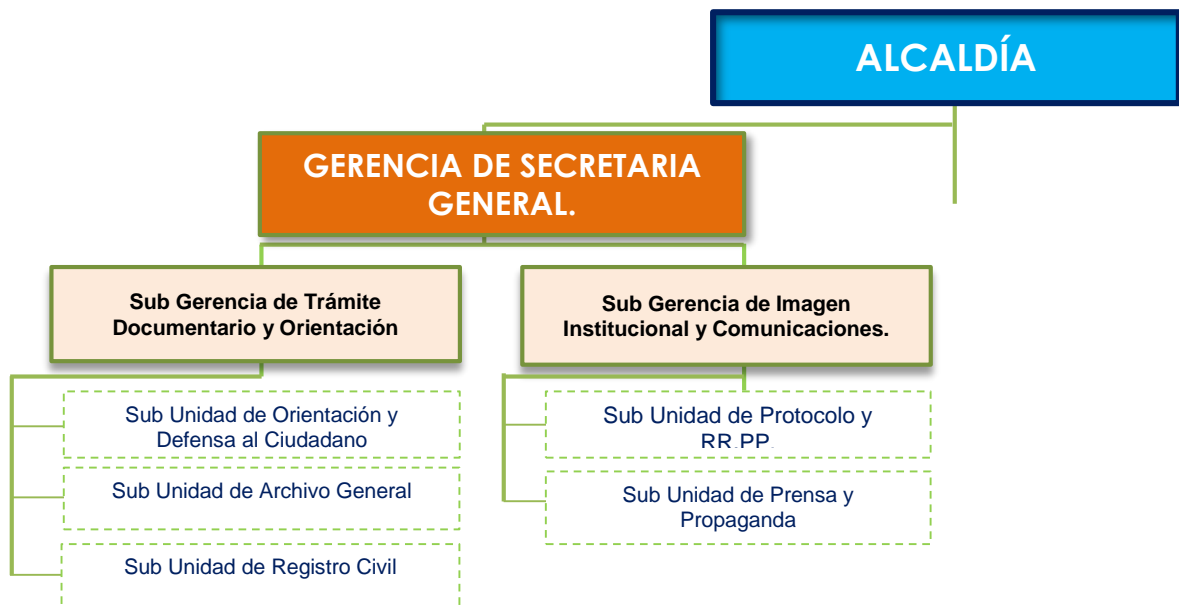 ALCALDÍA
GERENCIA DE SECRETARIA
GENERAL.
Sub Gerencia de Trámite
Documentario y Orientación
Sub Gerencia de Imagen
Institucional y Comunicaciones.
Sub Unidad de Orientación y
Defensa al Ciudadano
Sub Unidad de Archivo General
Sub Unidad de Registro Civil
Sub Unidad de Protocolo y
RR.PP.
Sub Unidad de Prensa y
Propaganda